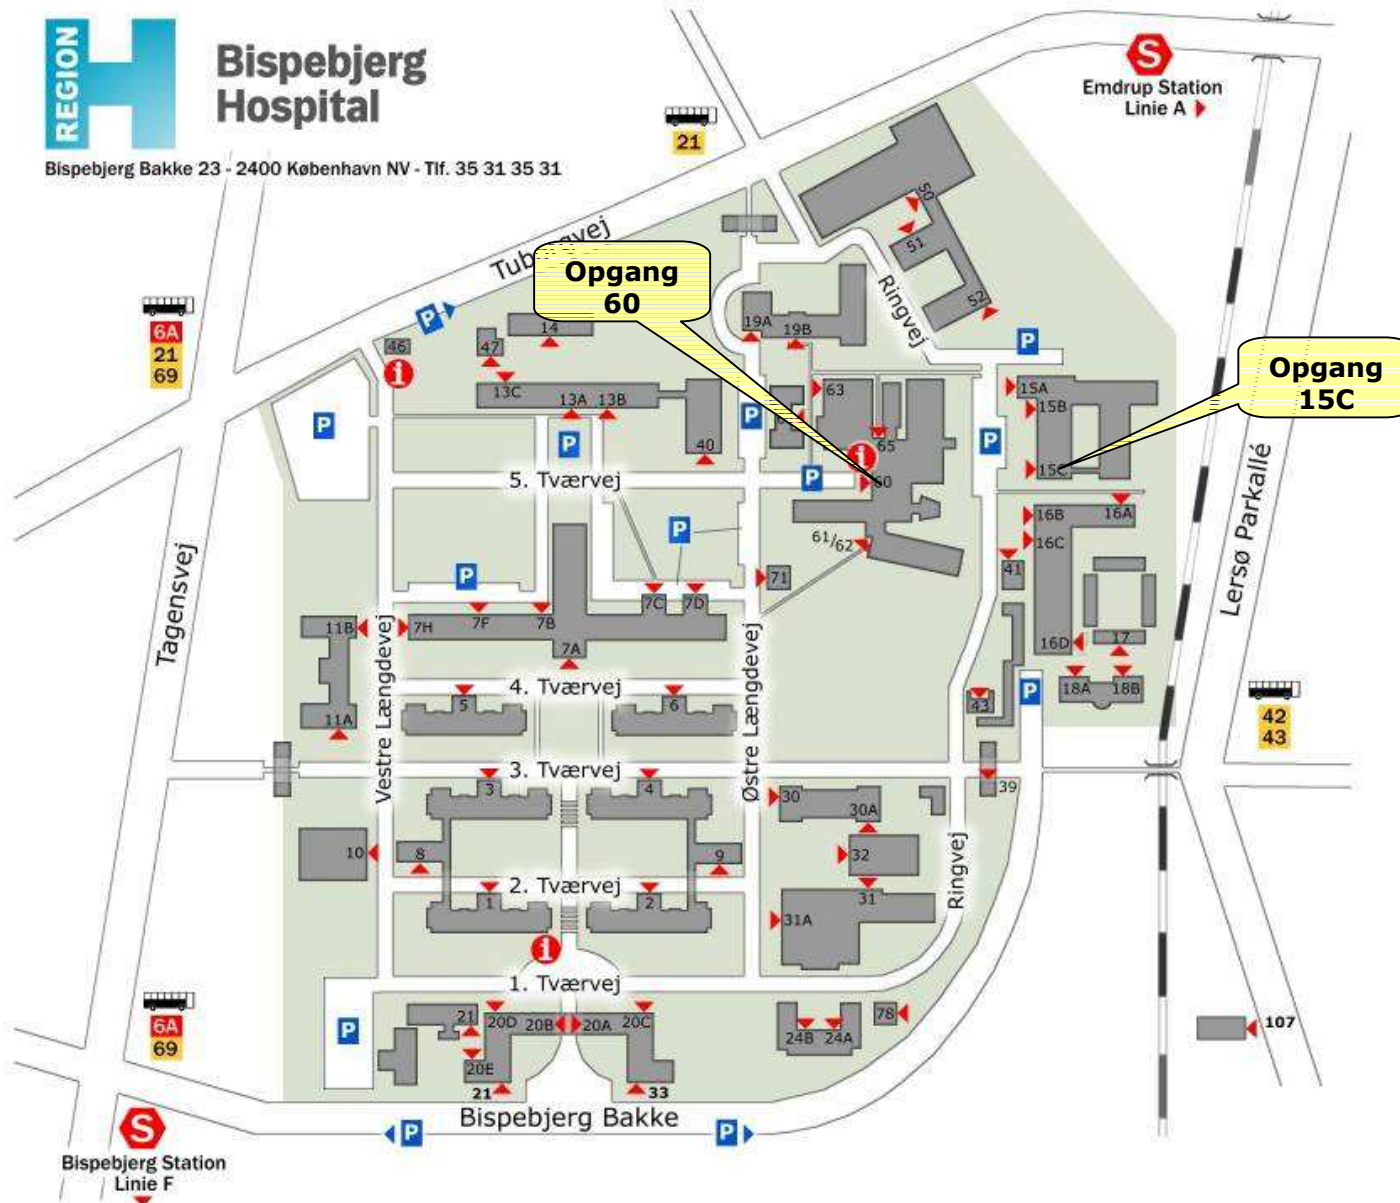 REGION
H
Bispebjerg
Hospital
Bispebjerg Bakke 23 - 2400 København NV - Tlf. 35 31 35 31
S
Emdrup Station
Linie A
21
Tuborgvej
Opgang
60
Opgang
15C
6A
21
69
P
46
i
47
14
13C
13A
13B
P
40
P
5. Tværvej
P
P
19A
19B
P
63
65
i
60
P
61/62
50
51
52
Ringvej
P
P
15A
15B
15C
16A
16B
16C
16D
41
17
18A
18B
P
43
39
Lersø Parkallé
42
43
Tagensvej
Vestre Længdevej
Østre Længdevej
71
7C
7D
7H
7F
7B
7A
11B
11A
4. Tværvej
5
6
3. Tværvej
3
4
10
8
9
2. Tværvej
1
2
i
1. Tværvej
30
30A
32
31
31A
Ringvej
P
21
20D
20B
20A
20C
20E
21
33
24B
24A
78
107
6A
69
Bispebjerg Bakke
P
P
S
Bispebjerg Station
Linie F